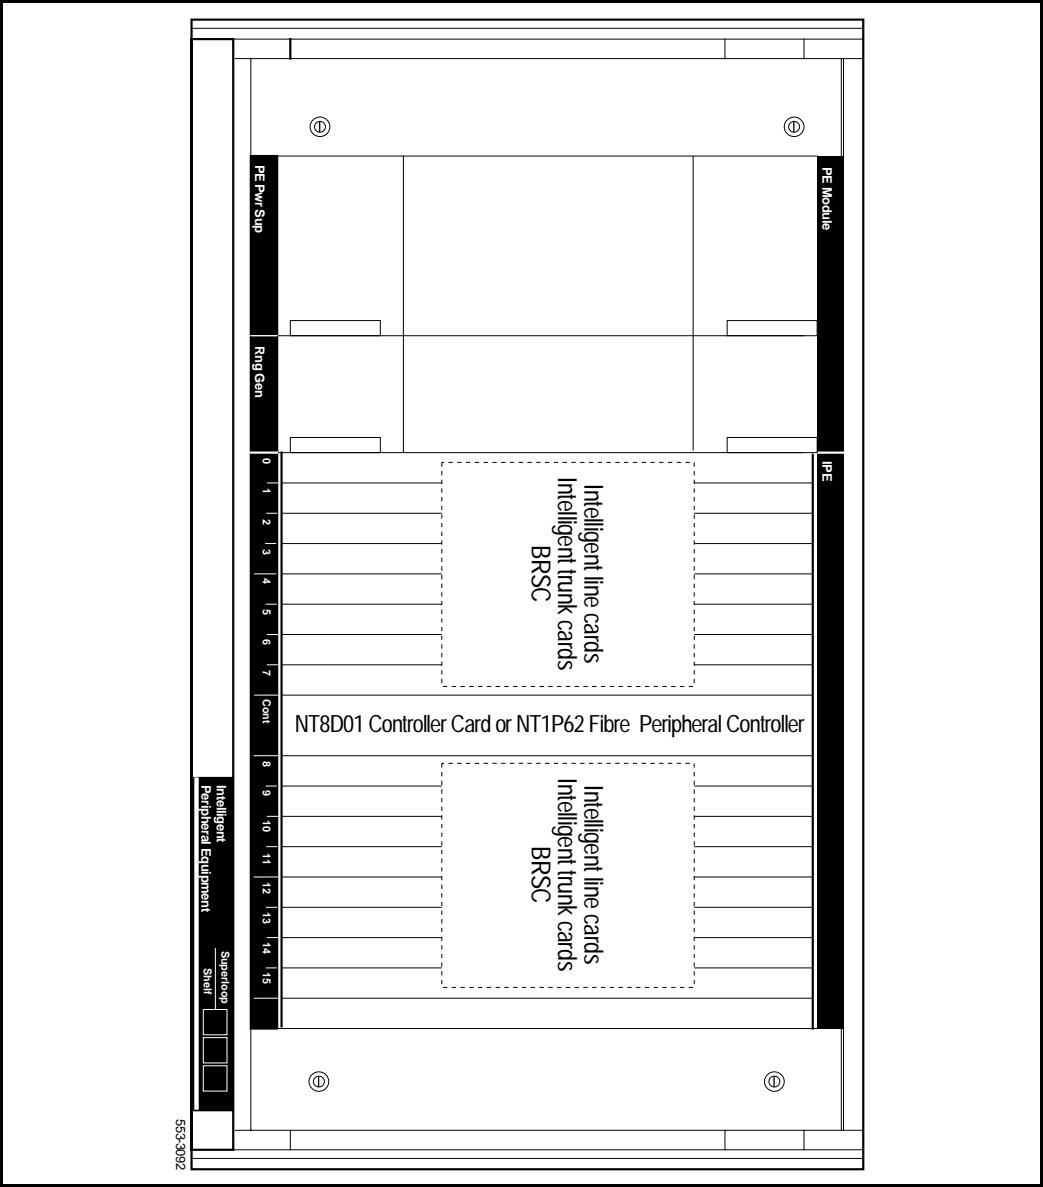 PE Module
IPE
PE Pwr Sup
Rng Gen
0
1
2
3
4
5
6
7
Cont
8
9
10
11
12
13
14
15
Intelligent line cards
Intelligent trunk cards
BRSC
NT8D01 Controller Card or NT1P62 Fibre Peripheral Controller
Intelligent line cards
Intelligent trunk cards
BRSC
Intelligent
Peripheral Equipment
Superloop
Shelf
553-3092